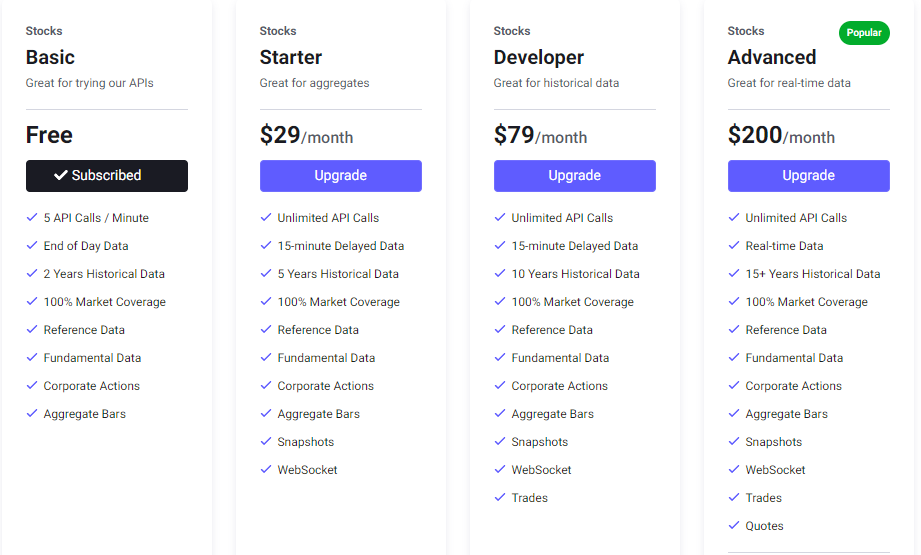 Stocks
Basic
Great for trying our APIs
Free
Subscribed
5 API Calls / Minute
End of Day Data
2 Years Historical Data
100% Market Coverage
Reference Data
Fundamental Data
Corporate Actions
Aggregate Bars
Stocks
Starter
Great for aggregates
$29/month
Upgrade
Unlimited API Calls
15-minute Delayed Data
5 Years Historical Data
100% Market Coverage
Reference Data
Fundamental Data
Corporate Actions
Aggregate Bars
Snapshots
WebSocket
Stocks
Developer
Great for historical data
$79/month
Upgrade
Unlimited API Calls
15-minute Delayed Data
10 Years Historical Data
100% Market Coverage
Reference Data
Fundamental Data
Corporate Actions
Aggregate Bars
Snapshots
WebSocket
Trades
Stocks
Popular
Advanced
Great for real-time data
$200/month
Upgrade
Unlimited API Calls
Real-time Data
15+ Years Historical Data
100% Market Coverage
Reference Data
Fundamental Data
Corporate Actions
Aggregate Bars
Snapshots
WebSocket
Trades
Quotes